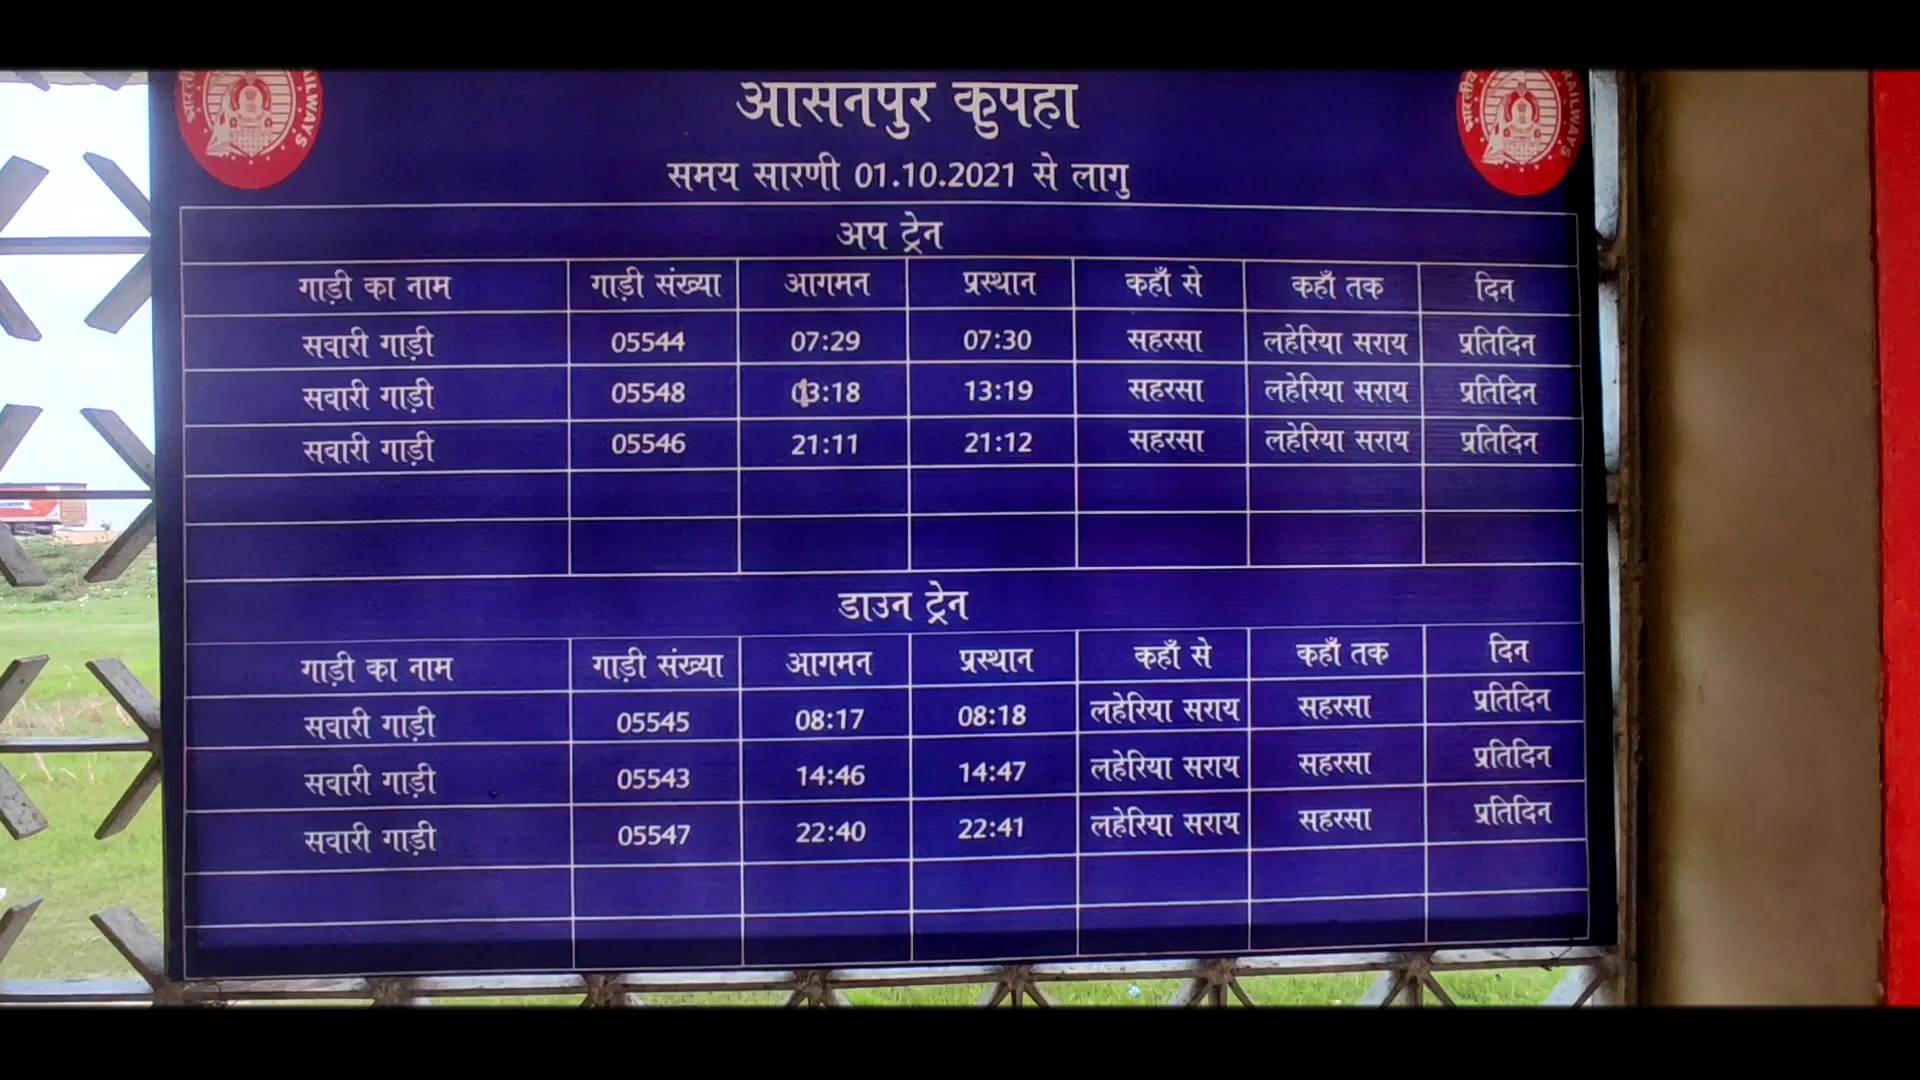 आसनपुर कुपहा
समय सारणी 01.10.2021 से लागु
अप ट्रेन
गाड़ी का नाम गाड़ी संख्या आगमन प्रस्थान कहाँ से कहाँ तक दिन
सवारी गाड़ी 05544 07:29 07:30 सहरसा लहेरिया सराय प्रतिदिन
सवारी गाड़ी 05548 13:18 13:19 सहरसा लहेरिया सराय प्रतिदिन
सवारी गाड़ी 05546 21:11 21:12 सहरसा लहेरिया सराय प्रतिदिन
डाउन ट्रेन
गाड़ी का नाम गाड़ी संख्या आगमन प्रस्थान कहाँ से कहाँ तक दिन
सवारी गाड़ी 05545 08:17 08:18 लहेरिया सराय सहरसा प्रतिदिन
सवारी गाड़ी 05543 14:46 14:47 लहेरिया सराय सहरसा प्रतिदिन
सवारी गाड़ी 05547 22:40 22:41 लहेरिया सराय सहरसा प्रतिदिन